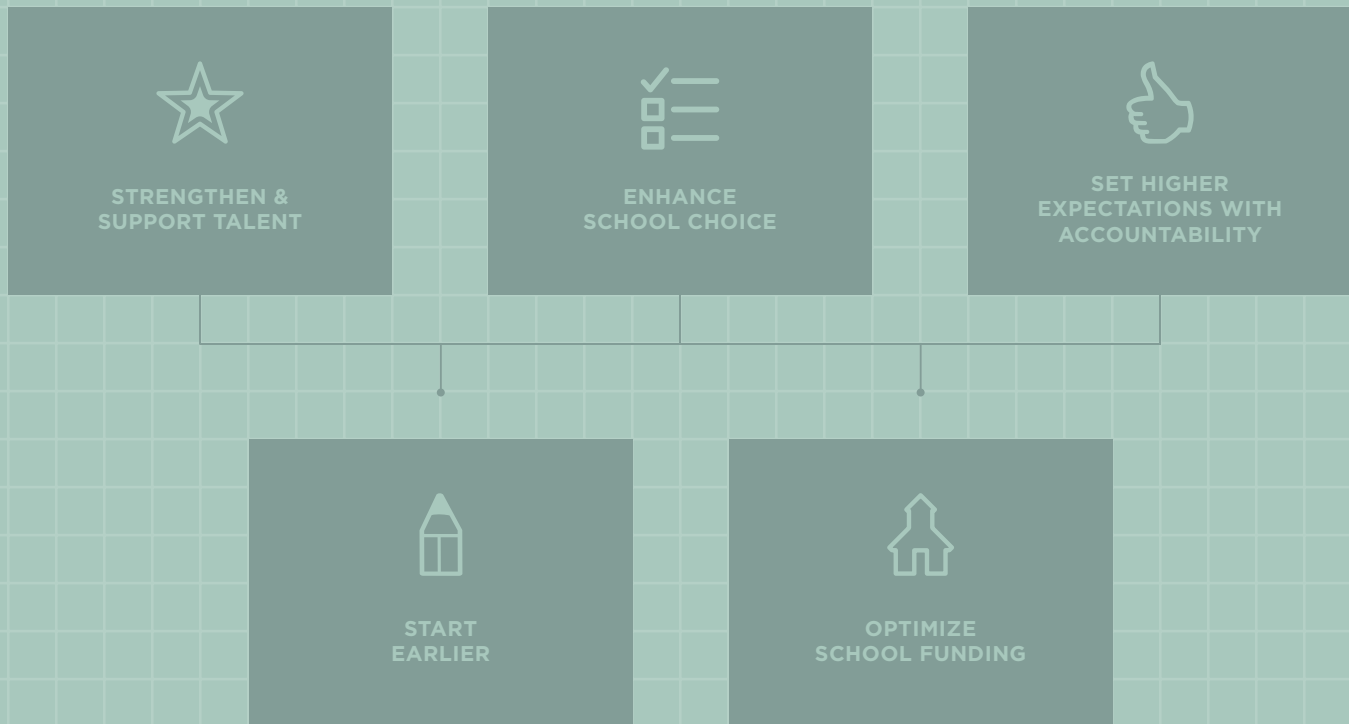 STRENGTHEN &
SUPPORT TALENT
ENHANCE
SCHOOL CHOICE
SET HIGHER
EXPECTATIONS WITH
ACCOUNTABILITY
START
EARLIER
OPTIMIZE
SCHOOL FUNDING